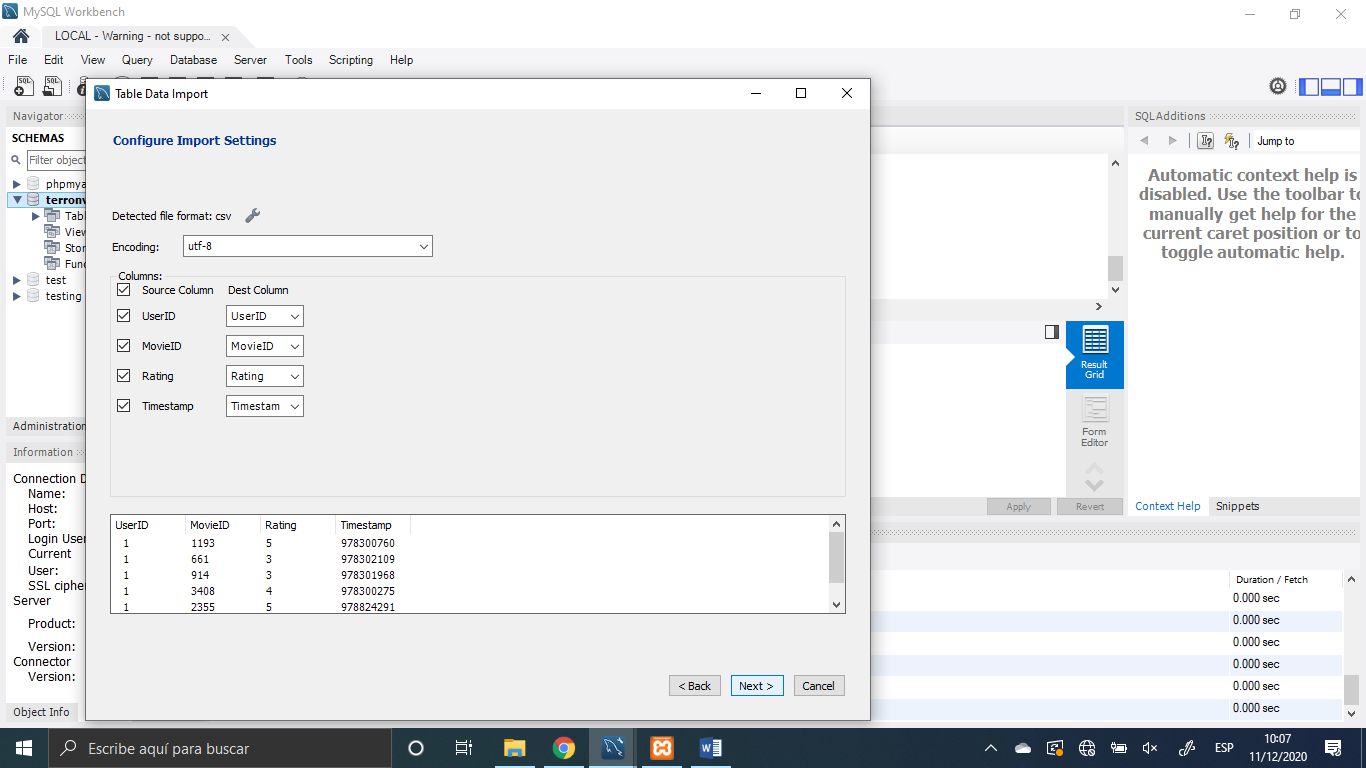 MySQL Workbench
LOCAL - Warning - not suppo...
File Edit View Query Database Server Tools Scripting Help
Table Data Import
Navigator
SCHEMAS
Filter object
phpmya
terronv
Tabl
View
Stor
Func
test
testing
Administration
Information
Connection D
Name:
Host:
Port:
Login User
Current
User:
SSL cipher
Server
Product:
Version:
Connector
Version:
Object Info
Configure Import Settings
Detected file format: csv
Encoding: utf-8
Columns:
Source Column Dest Column
UserID UserID
MovieID MovieID
Rating Rating
Timestamp Timestam
UserID MovieID Rating Timestamp
1 1193 5 978300760
1 661 3 978302109
1 914 3 978301968
1 3408 4 978300275
1 2355 5 978824291
< Back Next > Cancel
Result
Grid
Form
Editor
Apply Revert
SQLAdditions
Jump to
Automatic context help is
disabled. Use the toolbar to
manually get help for the
current caret position or to
toggle automatic help.
Context Help Snippets
Duration / Fetch
0.000 sec
0.000 sec
0.000 sec
0.000 sec
0.000 sec
0.000 sec
Escribe aquí para buscar
ESP
10:07
11/12/2020